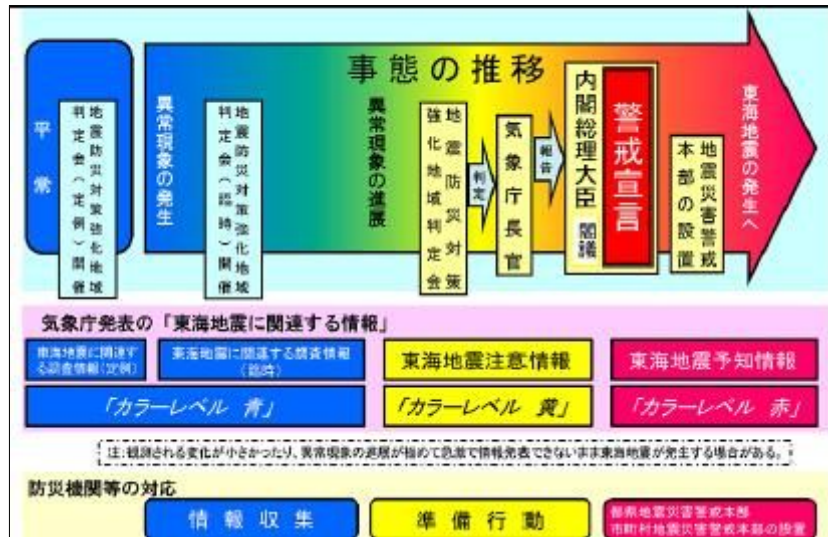 事態の推移
平常
地震防災対策強化地域
判定会(定例)開催
異常現象の発生
地震防災対策強化地域
判定会(臨時)開催
異常現象の進展
地震防災対策
強化地域判定会
判定
気象庁長官
報告
内閣総理大臣 閣議
警戒宣言
地震災害警戒
本部の設置
東海地震の発生へ
気象庁発表の「東海地震に関連する情報」
東海地震に関連す
る調査情報(定例)
東海地震に関連する調査情報
(臨時)
東海地震注意情報
東海地震予知情報
「カラーレベル 青」
「カラーレベル 黄」
「カラーレベル 赤」
注:観測される変化が小さかったり、異常現象の進展が極めて急激で情報発表できないまま東海地震が発生する場合がある。
防災機関等の対応
情報収集
準備行動
都県地震災害警戒本部
市町村地震災害警戒本部の設置